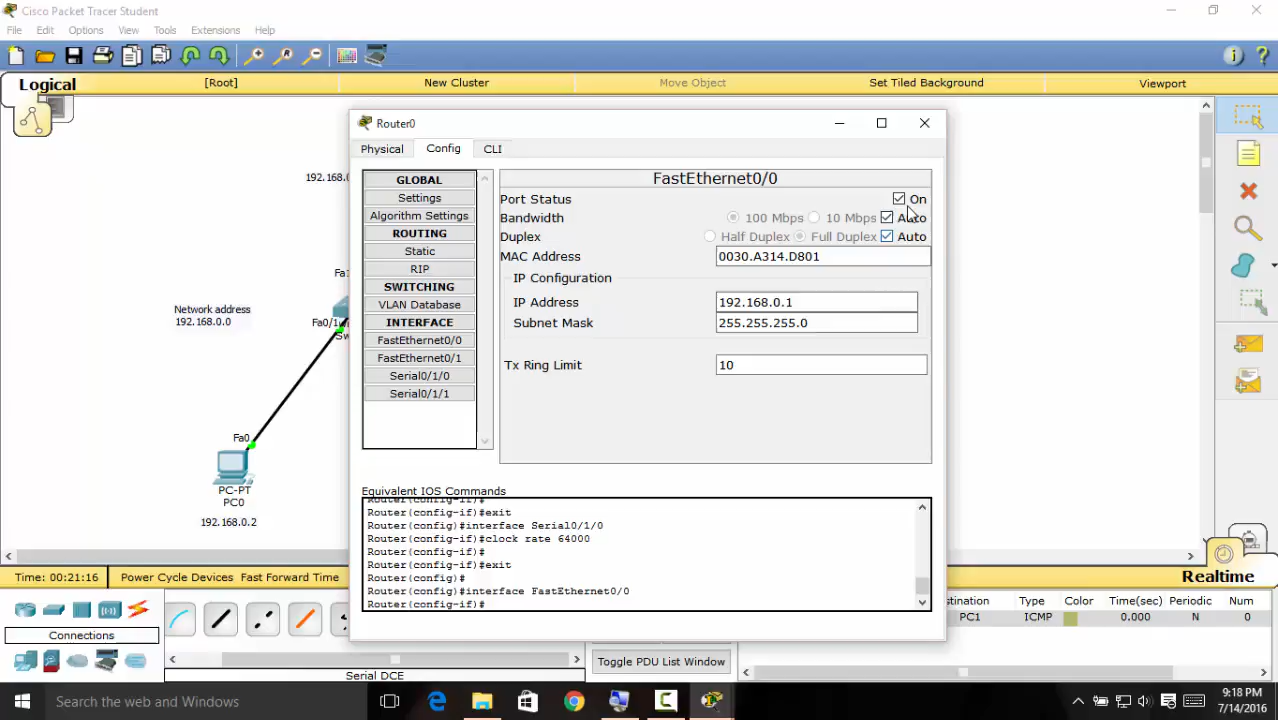 Cisco Packet Tracer Student
File Edit Options View Tools Extensions Help
Logical [Root] New Cluster Move Object Set Tiled Background Viewport
Router0
Physical Config CLI
GLOBAL
Settings
Algorithm Settings
ROUTING
Static
RIP
SWITCHING
VLAN Database
INTERFACE
FastEthernet0/0
FastEthernet0/1
Serial0/1/0
Serial0/1/1
FastEthernet0/0
Port Status On
Bandwidth 100 Mbps 10 Mbps Auto
Duplex Half Duplex Full Duplex Auto
MAC Address 0030.A314.D801
IP Configuration
IP Address 192.168.0.1
Subnet Mask 255.255.255.0
Tx Ring Limit 10
Equivalent IOS Commands
Router(config-if)#
Router(config-if)#exit
Router(config)#interface Serial0/1/0
Router(config-if)#clock rate 64000
Router(config-if)#
Router(config-if)#exit
Router(config)#
Router(config)#interface FastEthernet0/0
Router(config-if)#
192.168.0
Fa
Network address
192.168.0.0
Fa0/1
Sw
Fa0
PC-PT
PC0
192.168.0.2
Time: 00:21:16 Power Cycle Devices Fast Forward Time
Realtime
Connections
Serial DCE
Toggle PDU List Window
stination Type Color Time(sec) Periodic Num
PC1 ICMP 0.000 N 0
Search the web and Windows
9:18 PM
7/14/2016